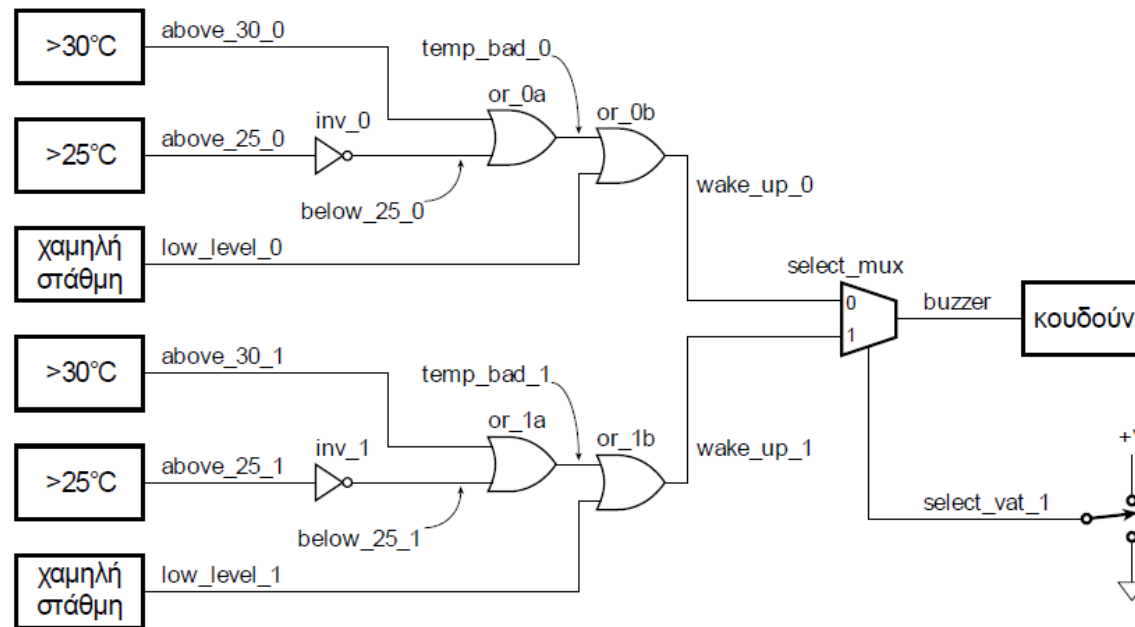 >30°C
above_30_0
temp_bad_0
or_0a
or_0b
>25°C
above_25_0
inv_0
below_25_0
wake_up_0
χαμηλή
στάθμη
low_level_0
select_mux
0
1
buzzer
κουδούν
>30°C
above_30_1
temp_bad_1
or_1a
or_1b
>25°C
above_25_1
inv_1
below_25_1
wake_up_1
+V
select_vat_1
χαμηλή
στάθμη
low_level_1